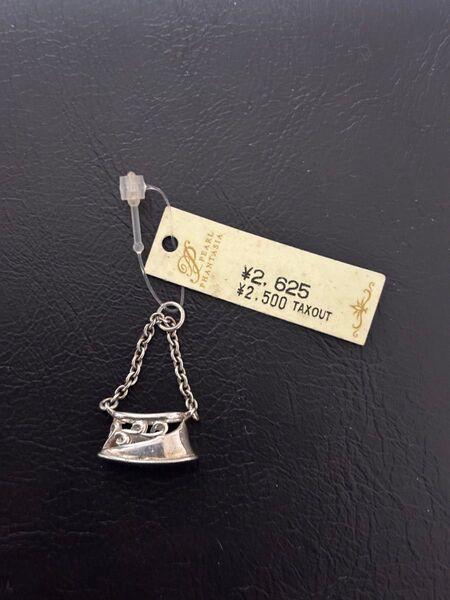 PEARL
PHANTASIA
¥2,625
¥2,500 TAXOUT